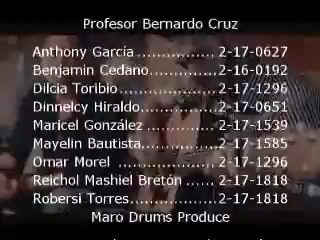 Profesor Bernardo Cruz
Anthony García ............... 2-17-0627
Benjamin Cedano.............. 2-16-0192
Dilcia Toribio ................... 2-17-1296
Dinnelcy Hiraldo............... 2-17-0651
Maricel González .............. 2-17-1539
Mayelin Bautista............... 2-17-1585
Omar Morel .................... 2-17-1296
Reichol Mashiel Bretón ...... 2-17-1818
Robersi Torres.................. 2-17-1818
Maro Drums Produce